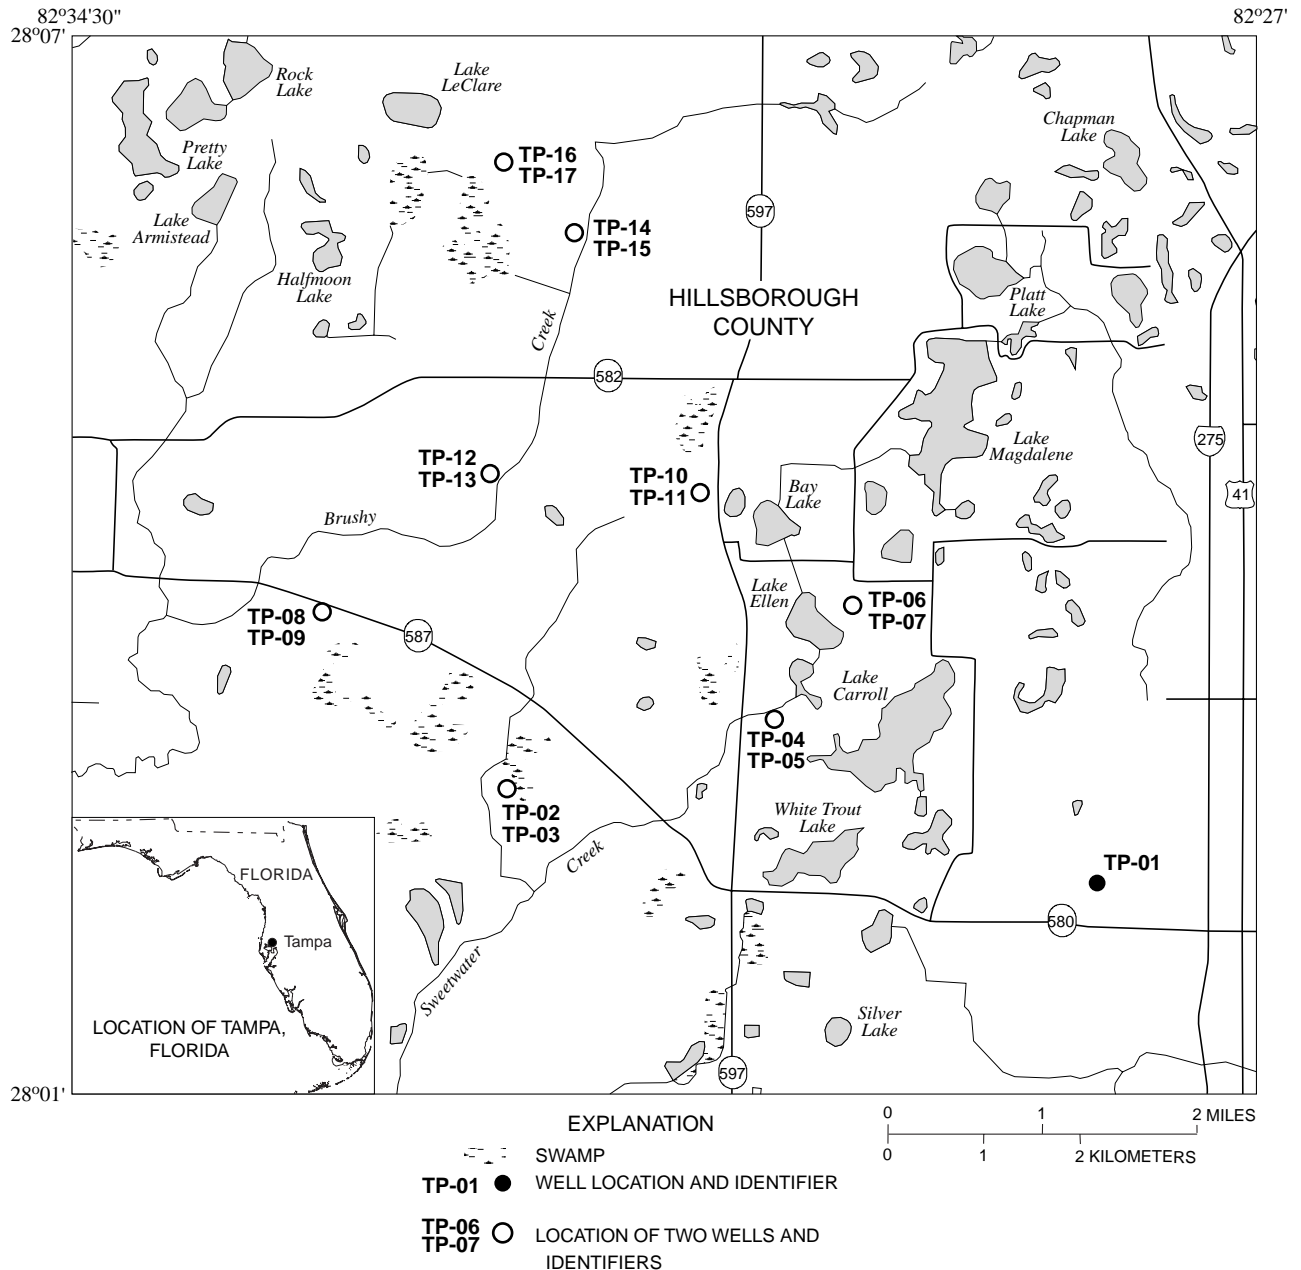 82°34'30"
82°27'
28°07'
Rock
Lake
Lake
LeClare
Pretty
Lake
Chapman
Lake
TP-16
TP-17
Lake
Armistead
TP-14
TP-15
597
Halfmoon
Lake
HILLSBOROUGH
COUNTY
Platt
Lake
Creek
582
Lake
Magdalene
275
TP-12
TP-13
TP-10
TP-11
Bay
Lake
41
Brushy
Lake
Ellen
TP-06
TP-07
TP-08
TP-09
587
Lake
Carroll
TP-04
TP-05
TP-02
TP-03
White Trout
Lake
Creek
TP-01
FLORIDA
Tampa
580
Sweetwater
LOCATION OF TAMPA,
FLORIDA
Silver
Lake
597
28°01'
EXPLANATION
SWAMP
TP-01 WELL LOCATION AND IDENTIFIER
TP-06
TP-07
LOCATION OF TWO WELLS AND
IDENTIFIERS
0 1 2 MILES
0 1 2 KILOMETERS